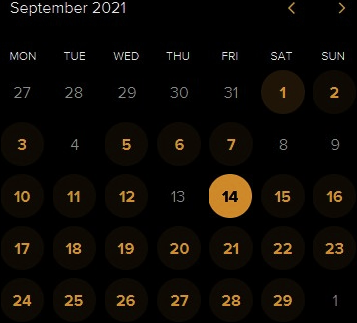 September 2021 < >
MON TUE WED THU FRI SAT SUN
27 28 29 30 31 1 2
3 4 5 6 7 8 9
10 11 12 13 14 15 16
17 18 19 20 21 22 23
24 25 26 27 28 29 1